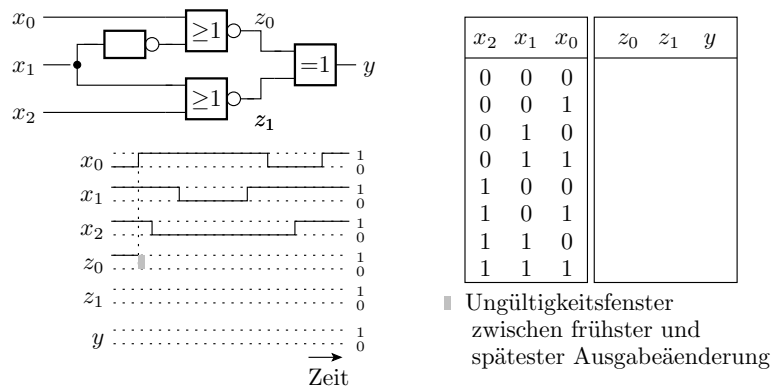 x₀ ≥1 z₀
x₁ =1 y
x₂ ≥1
z₁
x₀ 1 0
x₁ 1 0
x₂ 1 0
z₀ 1 0
z₁ 1 0
y 1 0
Zeit
x₂ x₁ x₀ z₀ z₁ y
0 0 0
0 0 1
0 1 0
0 1 1
1 0 0
1 0 1
1 1 0
1 1 1
Ungültigkeitsfenster
zwischen frühster und
spätester Ausgabeäenderung